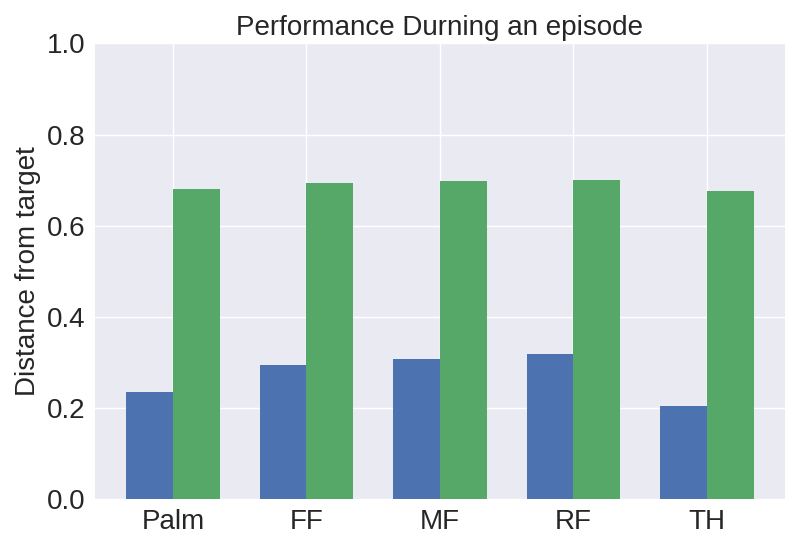 Performance Durning an episode
1.0
0.8
0.6
0.4
0.2
0.0
Distance from target
Palm FF MF RF TH